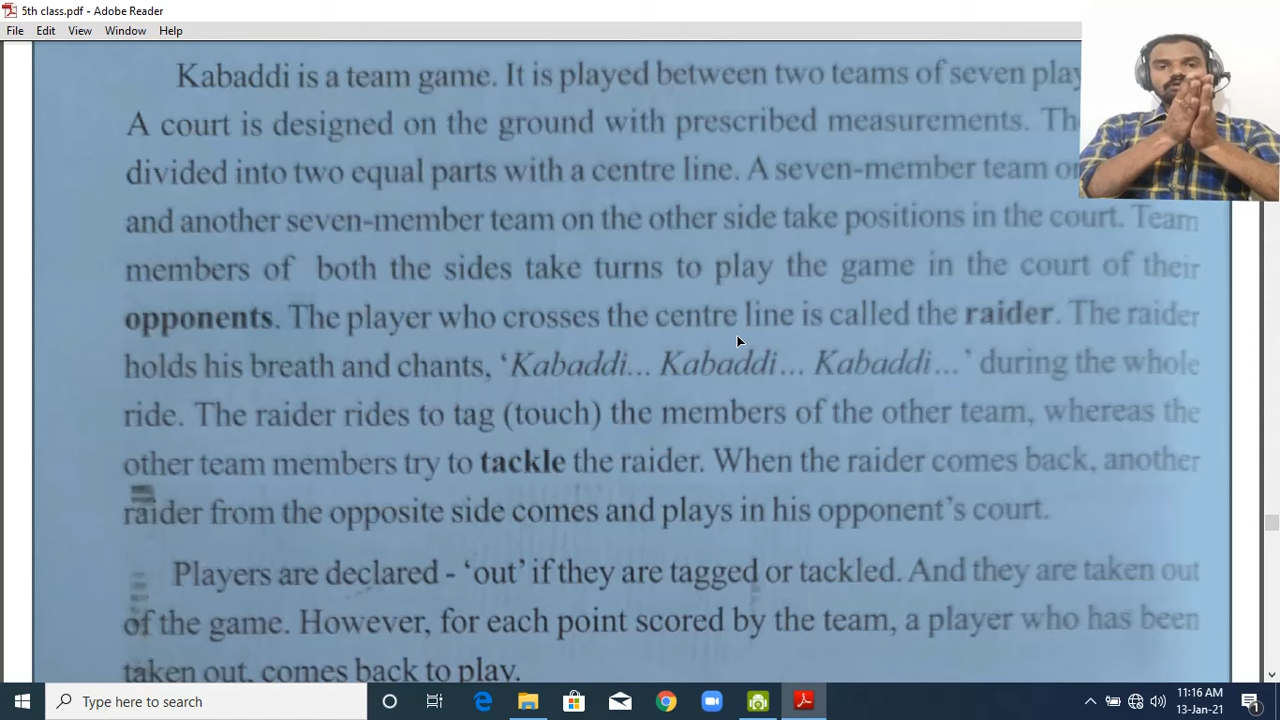 5th class.pdf - Adobe Reader
File Edit View Window Help
Kabaddi is a team game. It is played between two teams of seven
A court is designed on the ground with prescribed measurements.
divided into two equal parts with a centre line. A seven-member team
and another seven-member team on the other side take positions in the court. Team
members of both the sides take turns to play the game in the court of their
opponents. The player who crosses the centre line is called the raider. The raider
holds his breath and chants, ‘Kabaddi... Kabaddi... Kabaddi...’ during the whole
ride. The raider rides to tag (touch) the members of the other team, whereas the
other team members try to tackle the raider. When the raider comes back, another
raider from the opposite side comes and plays in his opponent's court.
Players are declared - ‘out’ if they are tagged or tackled. And they are taken out
of the game. However, for each point scored by the team, a player who has been
taken out, comes back to play.
Type here to search
11:16 AM
13-Jan-21
1